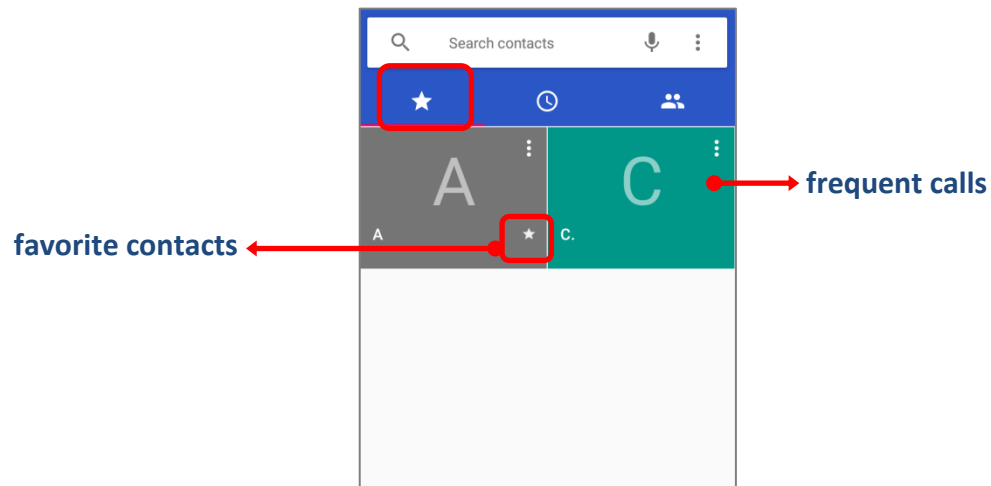 Search contacts
A
C
frequent calls
A
C.
favorite contacts